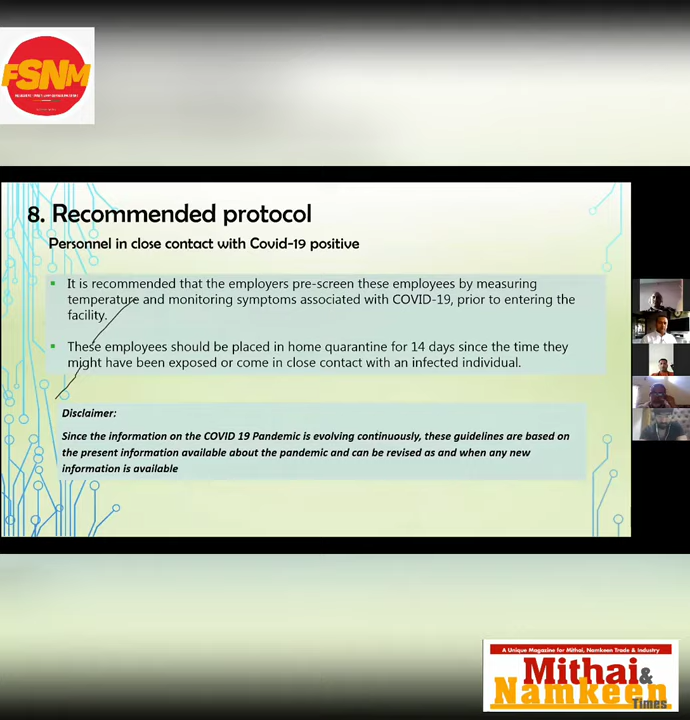 FSNM
8. Recommended protocol
Personnel in close contact with Covid-19 positive
It is recommended that the employers pre-screen these employees by measuring
temperature and monitoring symptoms associated with COVID-19, prior to entering the
facility.
These employees should be placed in home quarantine for 14 days since the time they
might have been exposed or come in close contact with an infected individual.
Disclaimer:
Since the information on the COVID 19 Pandemic is evolving continuously, these guidelines are based on
the present information available about the pandemic and can be revised as and when any new
information is available
A Unique Magazine for Mithai, Namkeen Trade & Industry
Mithai &
Namkeen
Times